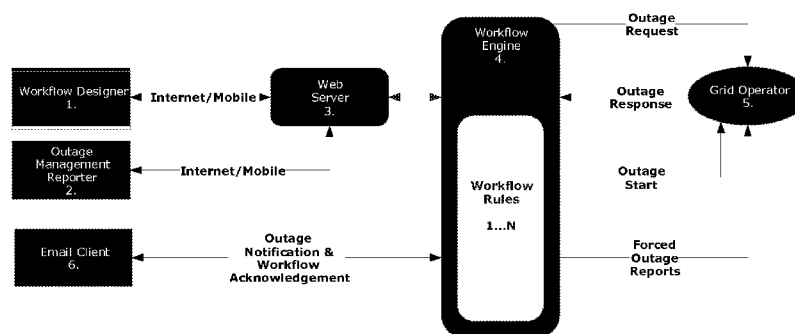 Workflow Designer
1.
Internet/Mobile
Web
Server
3.
Workflow
Engine
4.
Outage
Request
Outage
Response
Grid Operator
5.
Outage
Management
Reporter
2.
Internet/Mobile
Workflow
Rules
1...N
Outage
Start
Email Client
6.
Outage
Notification &
Workflow
Acknowledgement
Forced
Outage
Reports